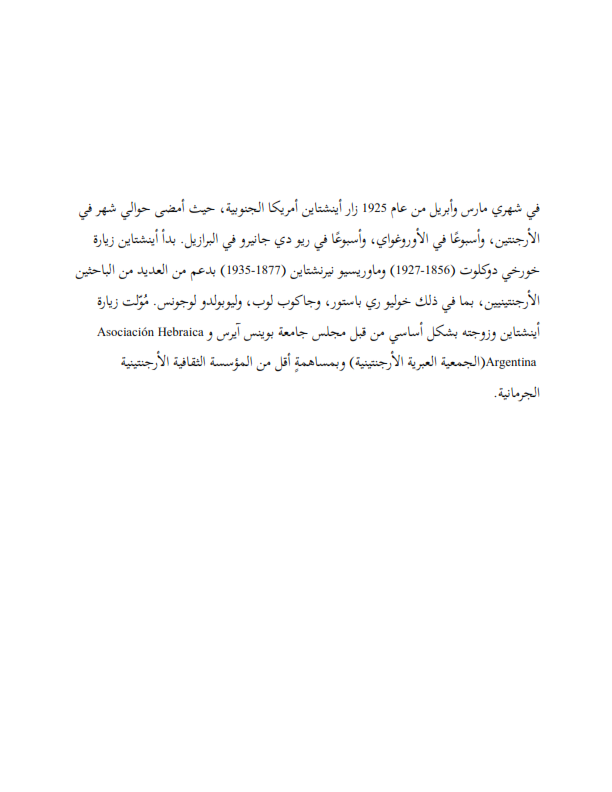 في شهري مارس وأبريل من عام 1925 زار أينشتاين أمريكا الجنوبية، حيث أمضى حوالي شهر في
الأرجنتين، وأسبوعًا في الأوروغواي، وأسبوعًا في ريو دي جانيرو في البرازيل. بدأ أينشتاين زيارة
خورخي دوكلوت (1856-1927) وماوريسيو نيرنشتاين (1877-1935) بدعم من العديد من الباحثين
الأرجنتينيين، بما في ذلك خوليو ري باستور، وجاكوب لوب، وليوبولدو لوجونس. مُوّلت زيارة
أينشتاين وزوجته بشكل أساسي من قبل مجلس جامعة بوينس آيرس و Asociación Hebraica
Argentina(الجمعية العبرية الأرجنتينية) وبمساهمةٍ أقل من المؤسسة الثقافية الأرجنتينية
الجرمانية.